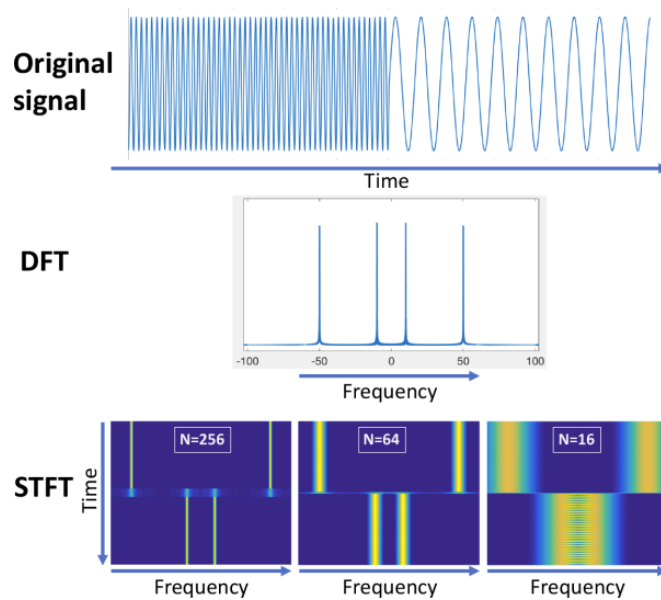 Original
signal
Time
DFT
-100 -50 0 50 100
Frequency
N=256 N=64 N=16
STFT
Time
Frequency Frequency Frequency